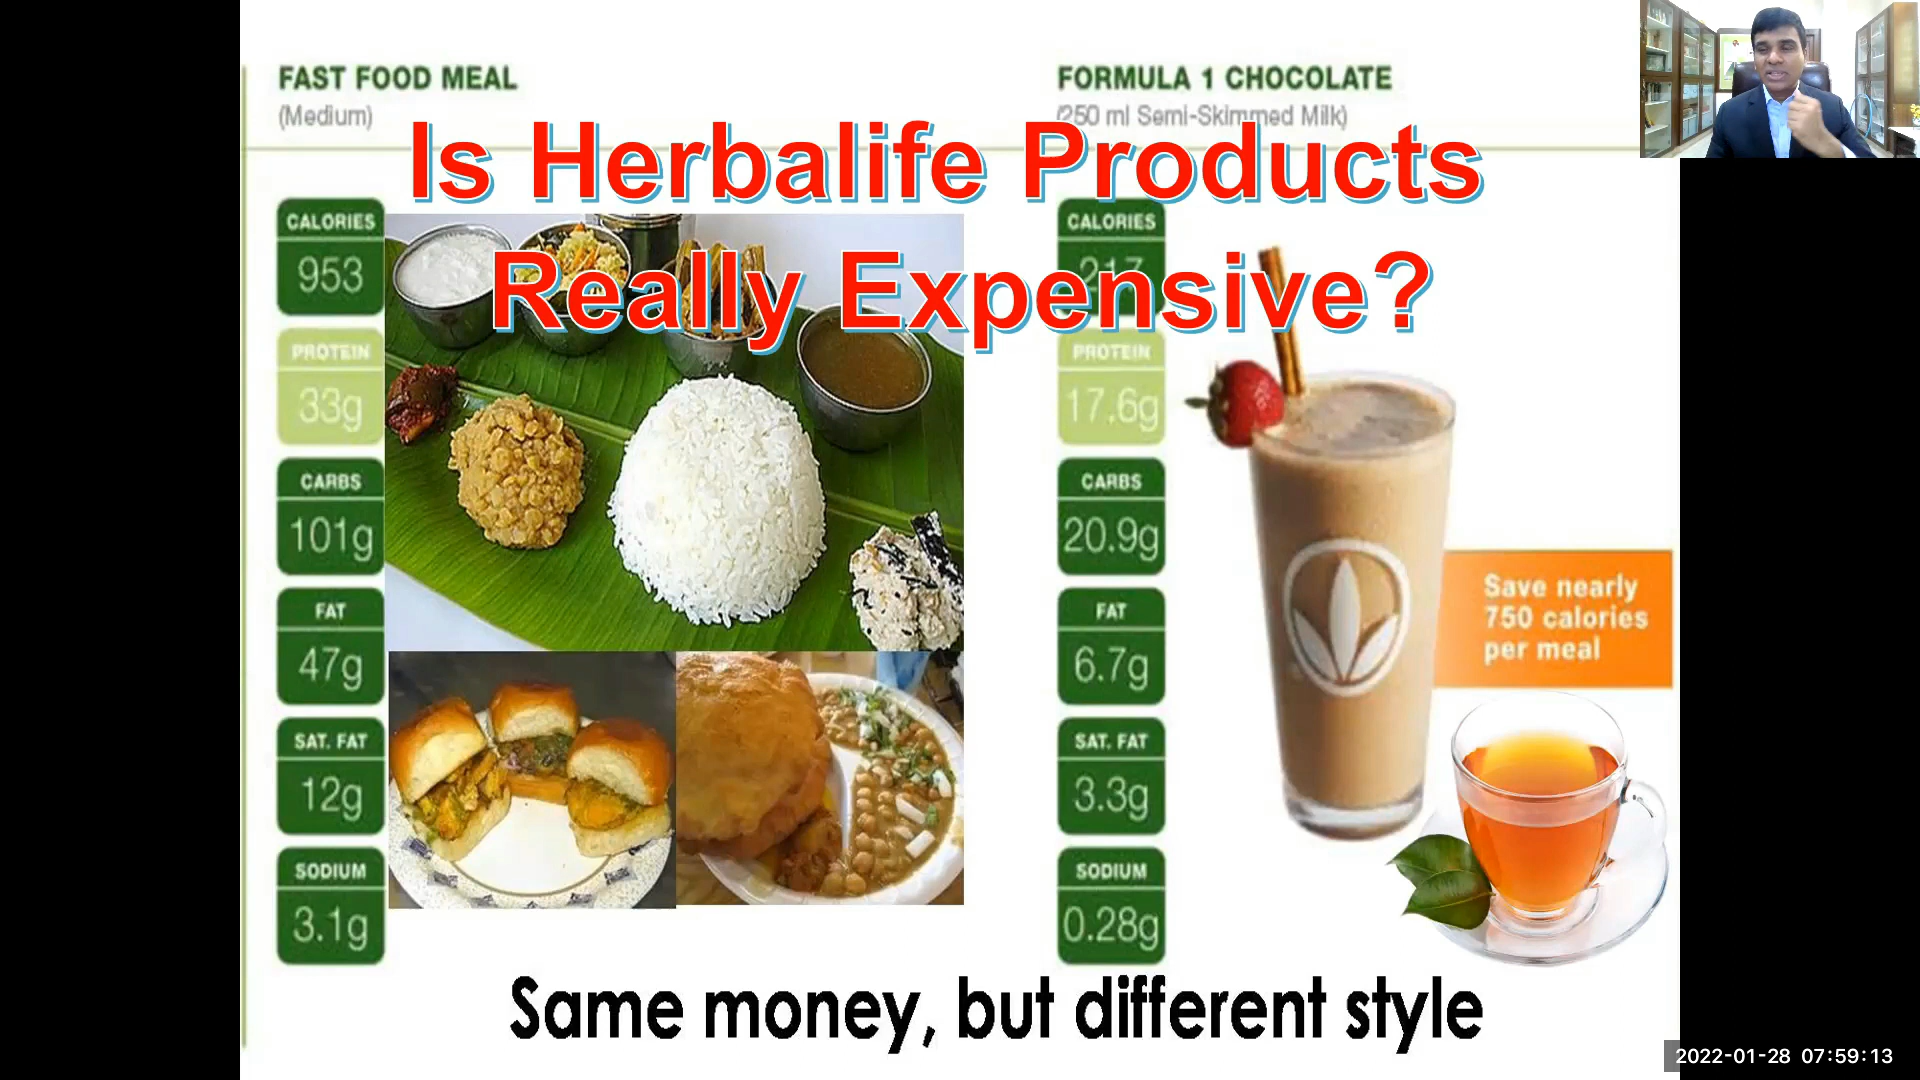 FAST FOOD MEAL
(Medium)
FORMULA 1 CHOCOLATE
(250 ml Semi-Skimmed Milk)
Is Herbalife Products
Really Expensive?
CALORIES
953
PROTEIN
33g
CARBS
101g
FAT
47g
SAT. FAT
12g
SODIUM
3.1g
CALORIES
217
PROTEIN
17.6g
CARBS
20.9g
FAT
6.7g
SAT. FAT
3.3g
SODIUM
0.28g
Save nearly
750 calories
per meal
Same money, but different style
2022-01-28 07:59:13